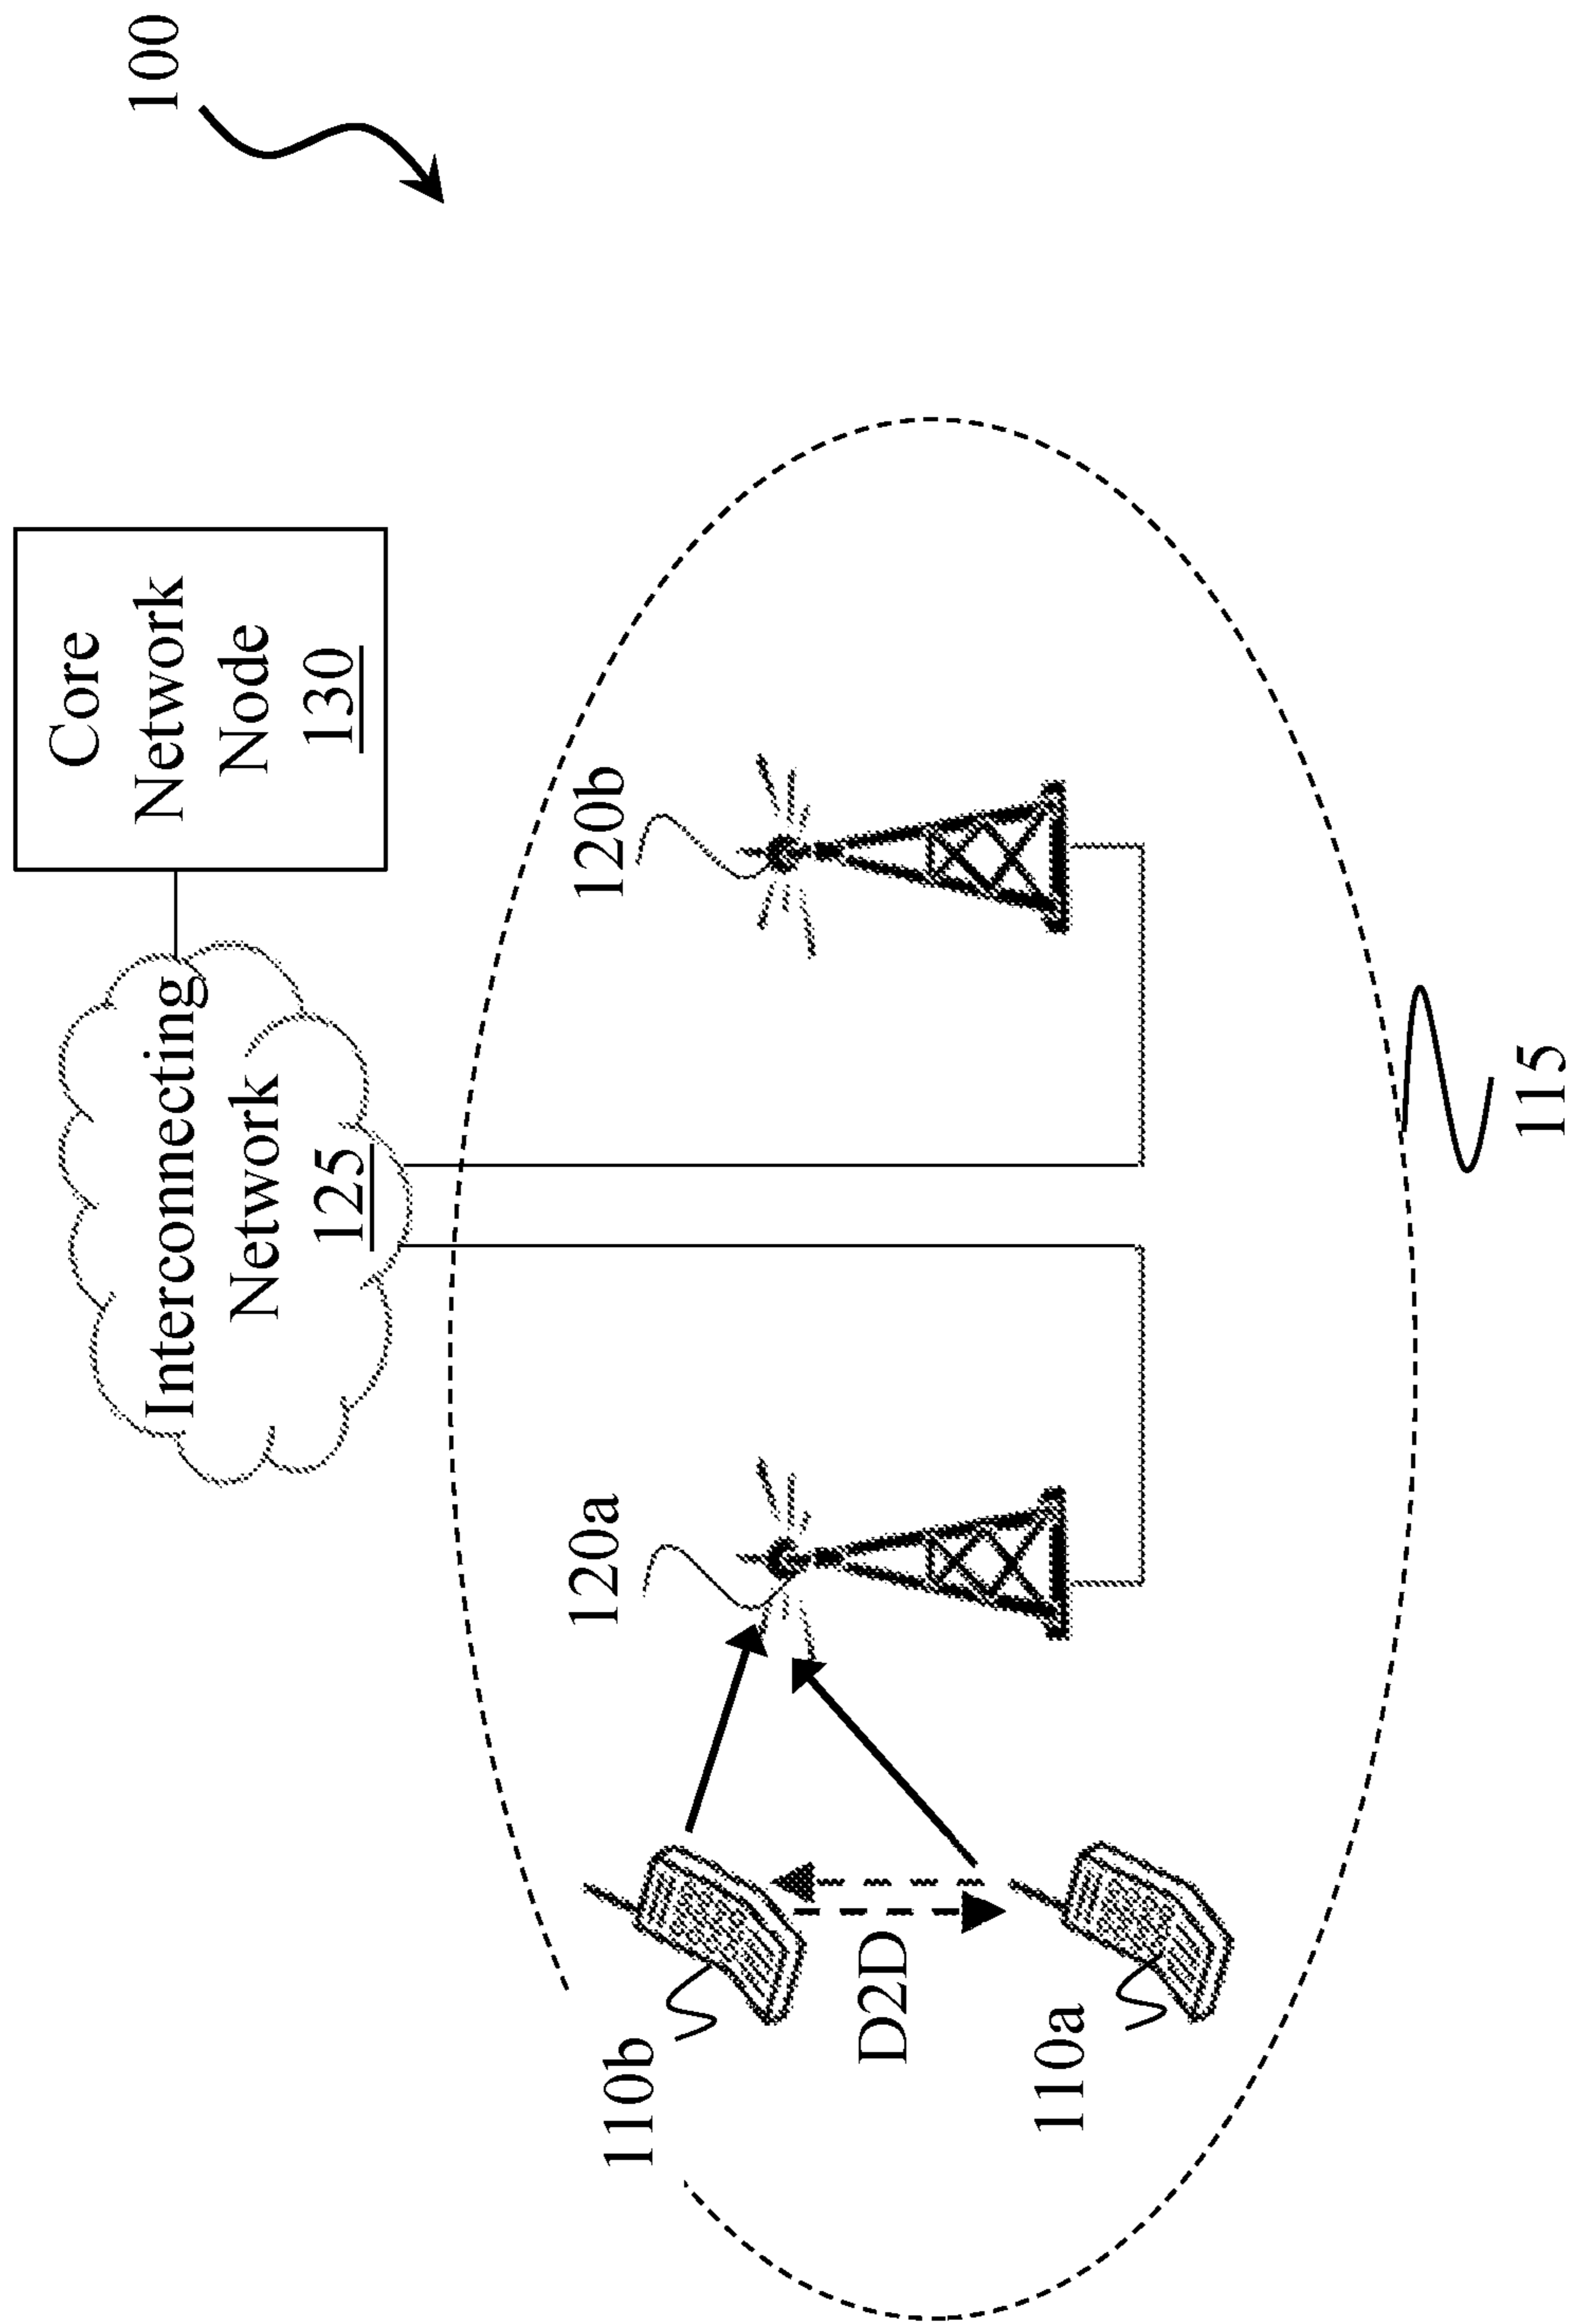 100
Core
Network
Node
130
Interconnecting
Network
125
120a
120b
110b
D2D
110a
115